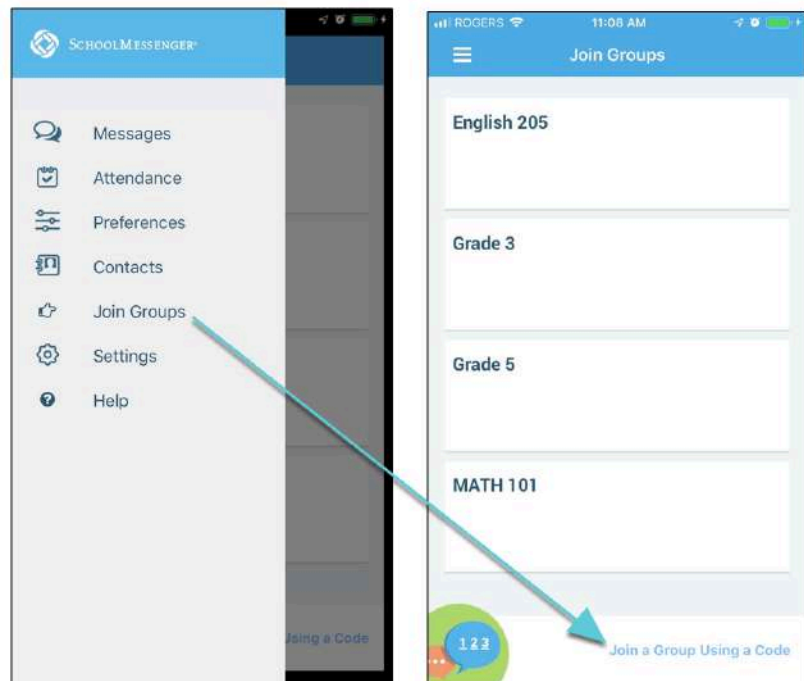 SCHOOLMESSENGER®
Messages
Attendance
Preferences
Contacts
Join Groups
Settings
Help
Using a Code
ROGERS 11:08 AM
Join Groups
English 205
Grade 3
Grade 5
MATH 101
123
Join a Group Using a Code